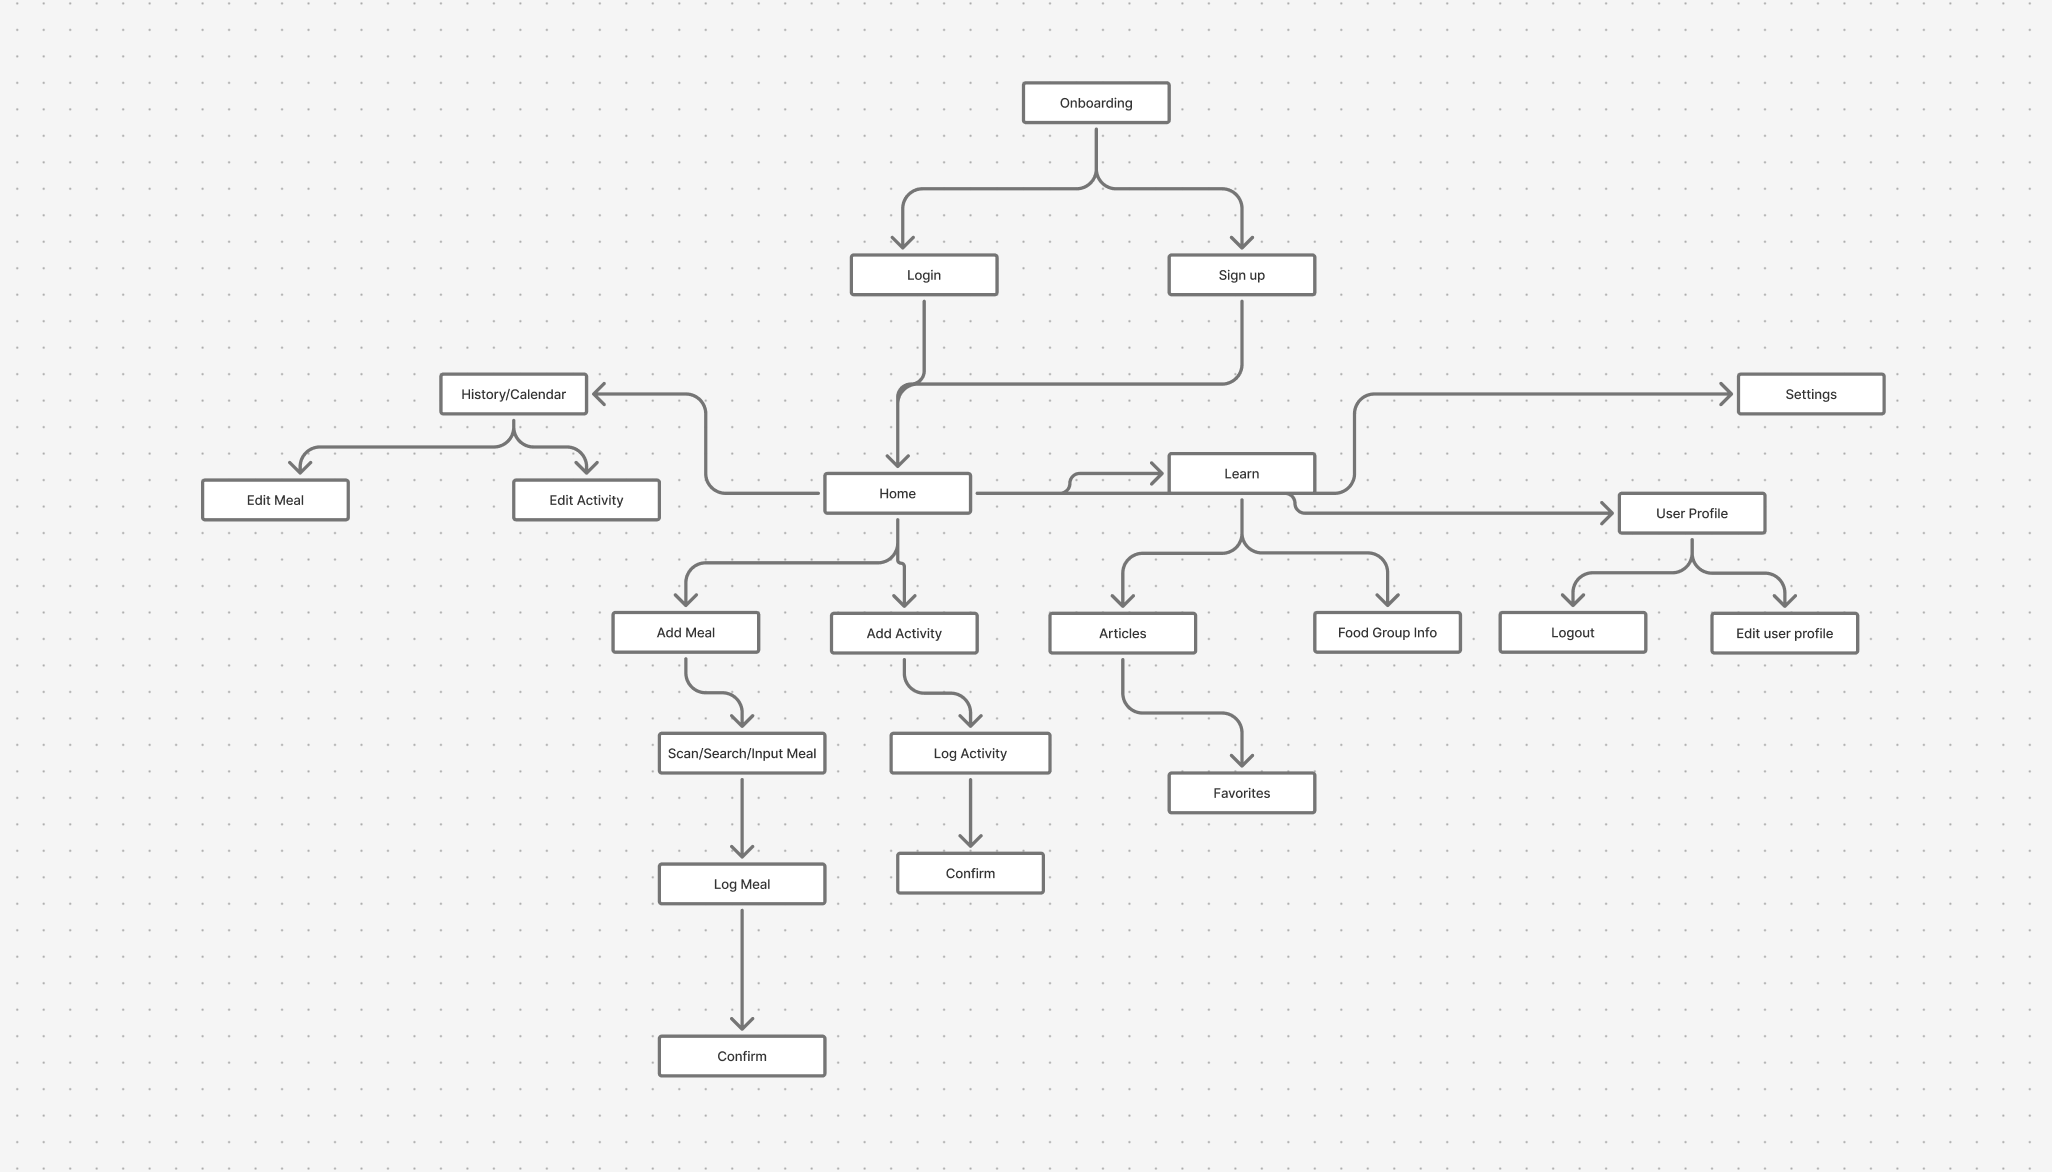 Onboarding
Login
Sign up
History/Calendar
Settings
Learn
Home
Edit Meal
Edit Activity
User Profile
Add Meal
Add Activity
Articles
Food Group Info
Logout
Edit user profile
Scan/Search/Input Meal
Log Activity
Favorites
Confirm
Log Meal
Confirm